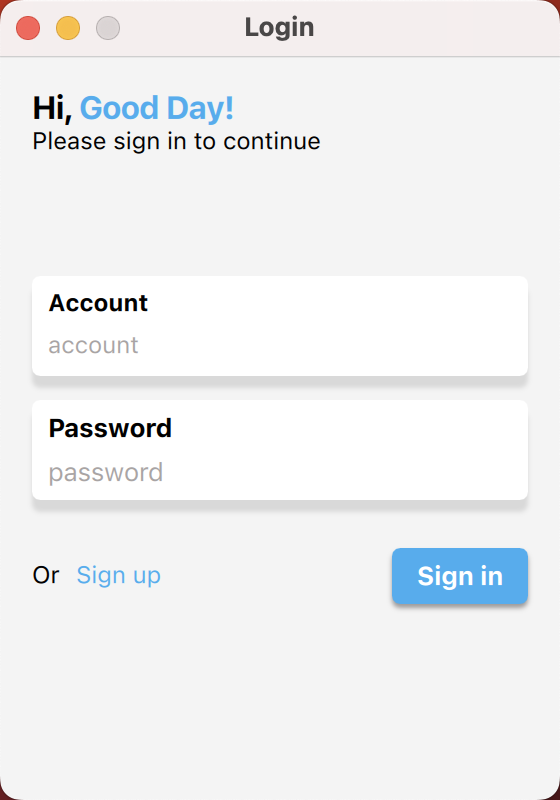 Login
Hi, Good Day!
Please sign in to continue
Account
account
Password
password
Or Sign up
Sign in